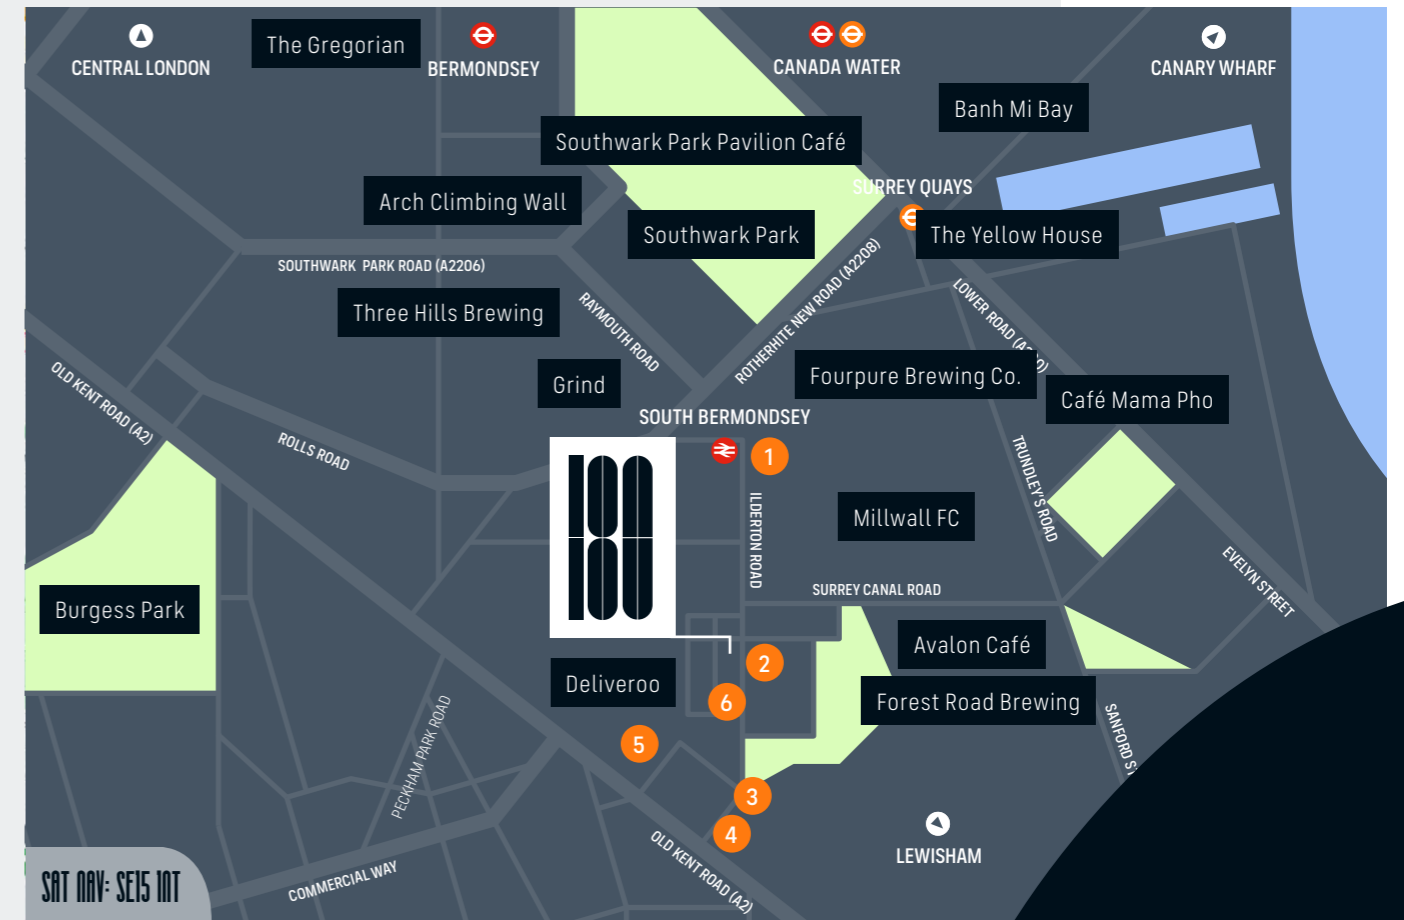 The Gregorian
CENTRAL LONDON
BERMONDSEY
CANADA WATER
CANARY WHARF
Banh Mi Bay
Southwark Park Pavilion Café
SURREY QUAYS
Arch Climbing Wall
Southwark Park
The Yellow House
SOUTHWARK PARK ROAD (A2206)
ROTHERHITE NEW ROAD (A2208)
Three Hills Brewing
RAYMOUTH ROAD
LOWER ROAD
OLD KENT ROAD (A2)
Grind
Fourpure Brewing Co.
Café Mama Pho
SOUTH BERMONDSEY
ROLLS ROAD
1
180
ILDERTON ROAD
TRUNDLEY'S ROAD
Millwall FC
EVELYN STREET
SURREY CANAL ROAD
Burgess Park
Avalon Café
2
Deliveroo
6
Forest Road Brewing
5
PECKHAM PARK ROAD
SANFORD
3
4
LEWISHAM
OLD KENT ROAD (A2)
COMMERCIAL WAY
SAT NAV: SE15 1NT